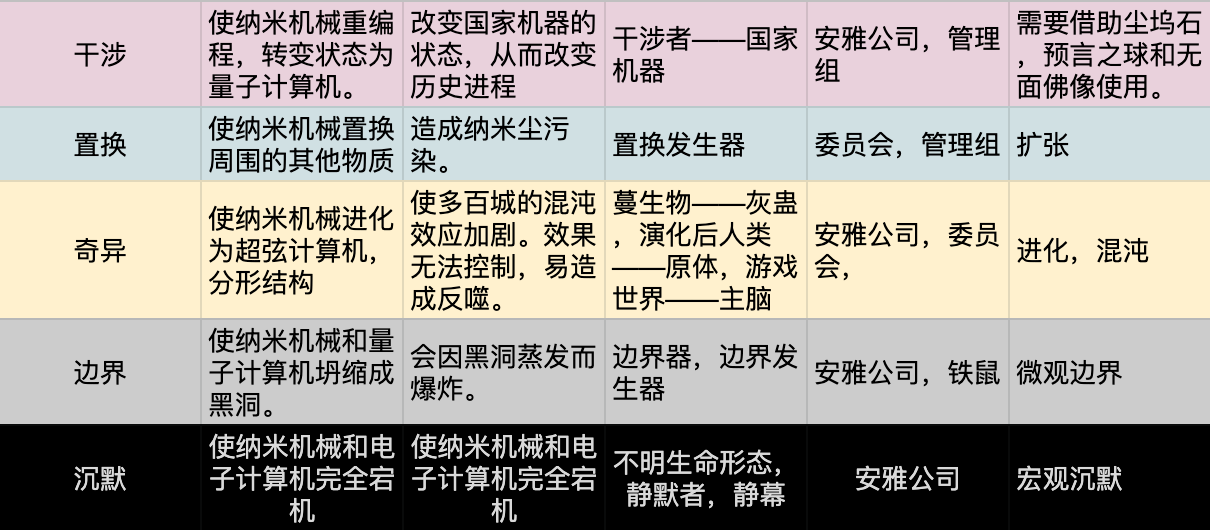 干涉
使纳米机械重编
程，转变状态为
量子计算机。
改变国家机器的
状态，从而改变
历史进程
干涉者——国家
机器
安雅公司，管理
组
需要借助尘坞石
，预言之球和无
面佛像使用。
置换
使纳米机械置换
周围的其他物质
造成纳米尘污
染。
置换发生器
委员会，管理组
扩张
奇异
使纳米机械进化
为超弦计算机，
分形结构
使多百城的混沌
效应加剧。效果
无法控制，易造
成反噬。
蔓生物——灰蛊
，演化后人类
——原体，游戏
世界——主脑
安雅公司，委员
会，
进化，混沌
边界
使纳米机械和量
子计算机坍缩成
黑洞。
会因黑洞蒸发而
爆炸。
边界器，边界发
生器
安雅公司，铁鼠
微观边界
沉默
使纳米机械和电
子计算机完全宕
机
使纳米机械和电
子计算机完全宕
机
不明生命形态，
静默者，静幕
安雅公司
宏观沉默